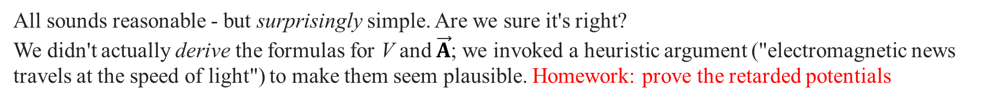 All sounds reasonable - but surprisingly simple. Are we sure it's right?
We didn't actually derive the formulas for V and \vec{A}; we invoked a heuristic argument ("electromagnetic news
travels at the speed of light") to make them seem plausible. Homework: prove the retarded potentials